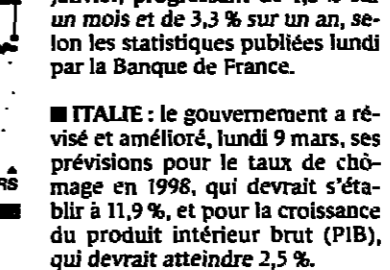 un mois et de 3,3 % sur un an, se-
lon les statistiques publiées lundi
par la Banque de France.
■ ITALIE : le gouvernement a ré-
visé et amélioré, lundi 9 mars, ses
prévisions pour le taux de chô-
mage en 1998, qui devrait s'éta-
blir à 11,9 %, et pour la croissance
du produit intérieur brut (PIB),
qui devrait atteindre 2,5 %.
RS